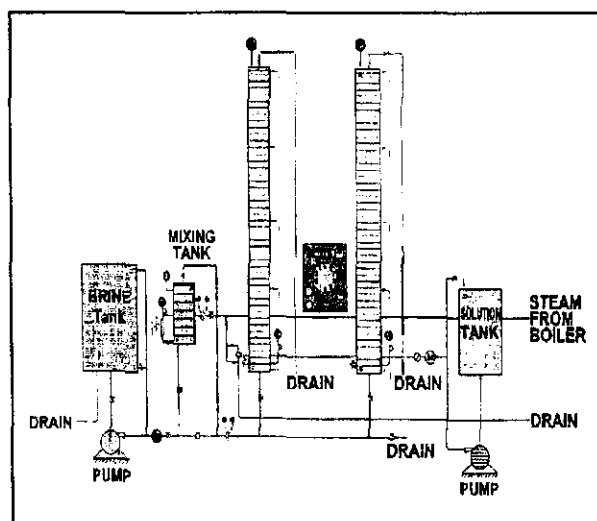 MIXING
TANK
BRINE
Tank
SOLUTION
TANK
STEAM
FROM
BOILER
DRAIN
DRAIN
DRAIN
DRAIN
DRAIN
PUMP
PUMP